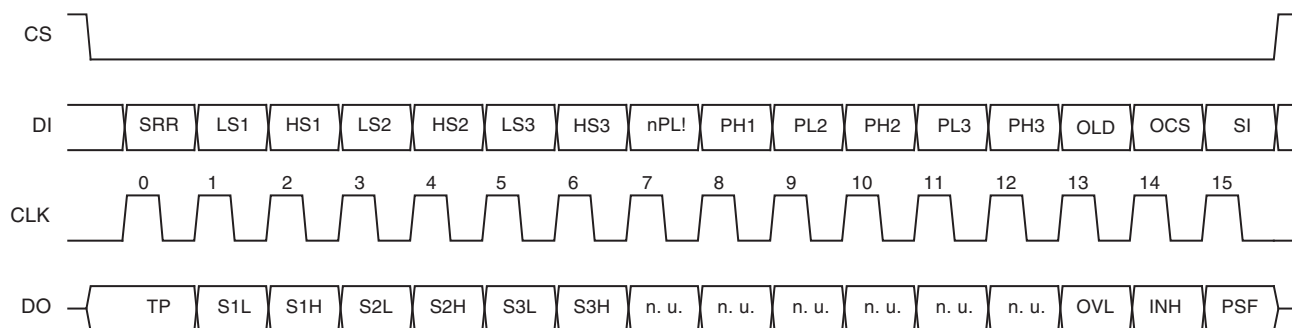 CS
DI SRR LS1 HS1 LS2 HS2 LS3 HS3 nPL! PH1 PL2 PH2 PL3 PH3 OLD OCS SI
0 1 2 3 4 5 6 7 8 9 10 11 12 13 14 15
CLK
DO TP S1L S1H S2L S2H S3L S3H n. u. n. u. n. u. n. u. n. u. n. u. OVL INH PSF